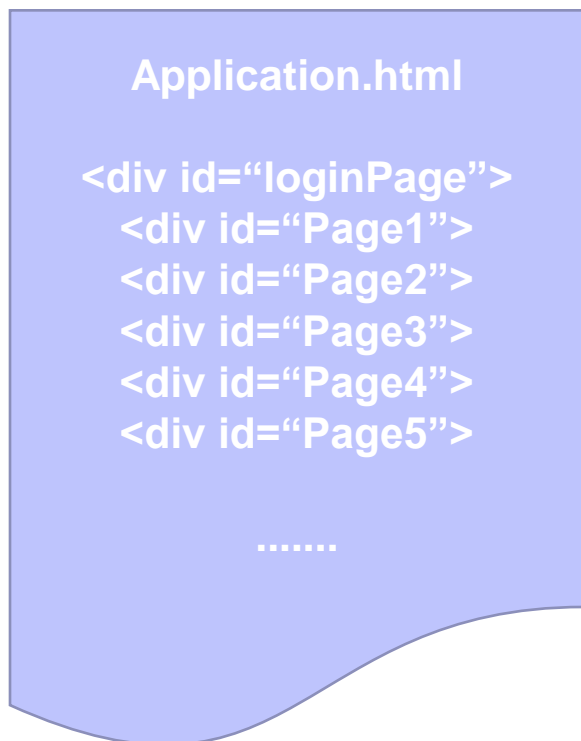 Application.html
<div id=“loginPage”>
<div id=“Page1”>
<div id=“Page2”>
<div id=“Page3”>
<div id=“Page4”>
<div id=“Page5”>
.......